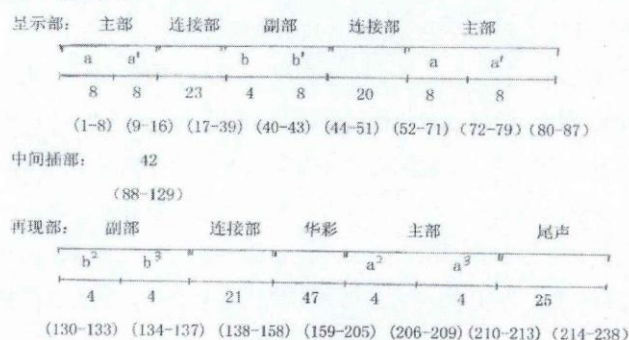 呈示部： 主部 连接部 副部 连接部 主部
a a' b b' a a'
8 8 23 4 8 20 8 8
(1-8) (9-16) (17-39) (40-43) (44-51) (52-71) (72-79) (80-87)
中间插部： 42
(88-129)
再现部： 副部 连接部 华彩 主部 尾声
b² b³ a² a³
4 4 21 47 4 4 25
(130-133) (134-137) (138-158) (159-205) (206-209) (210-213) (214-238)